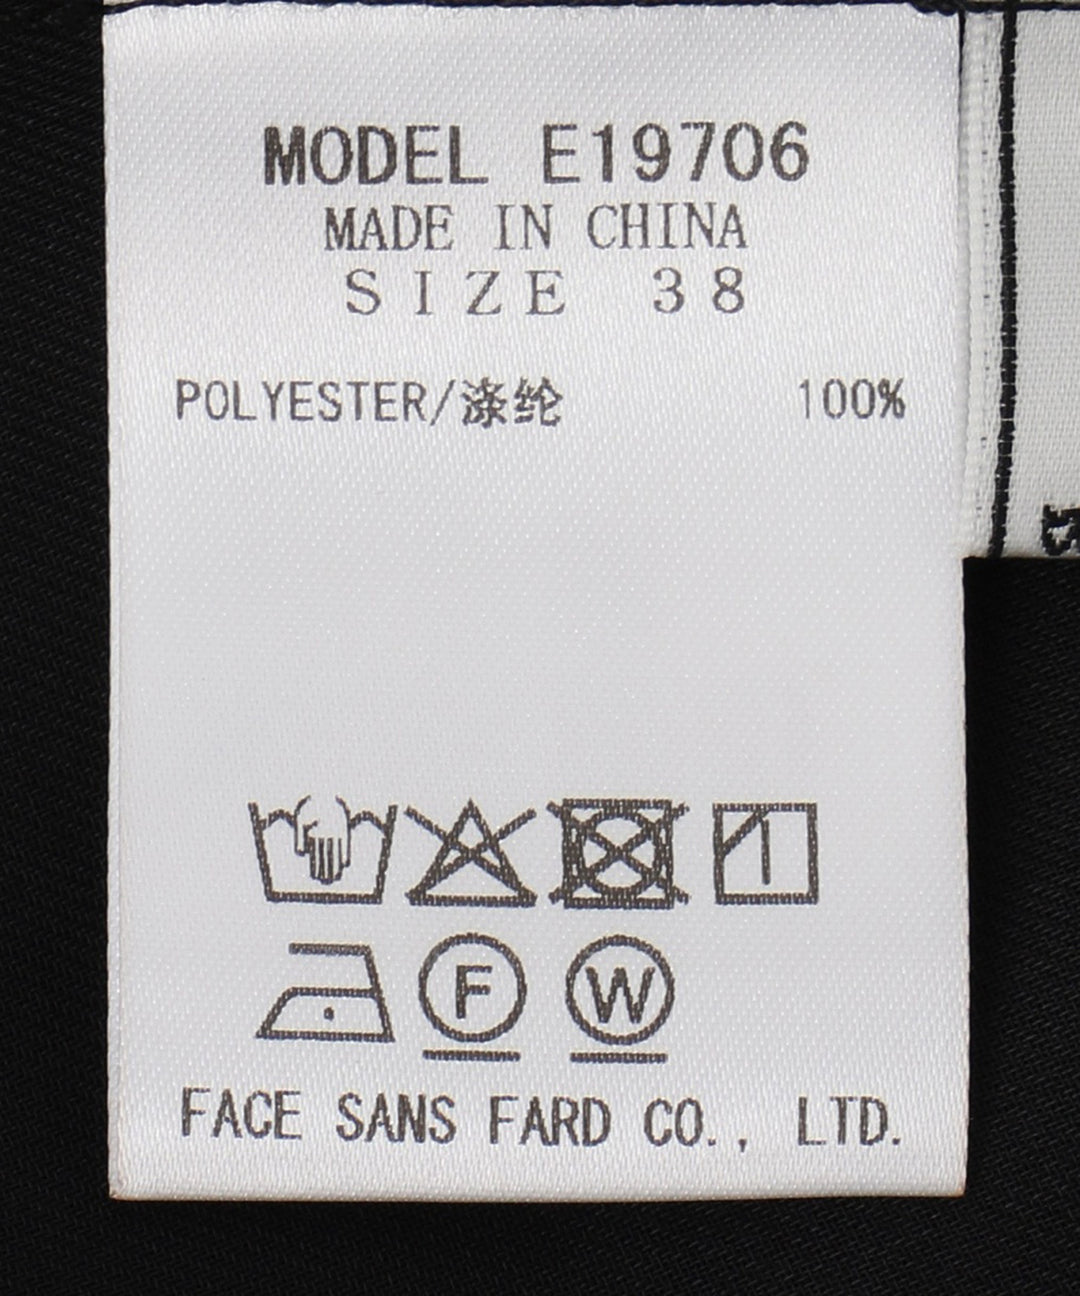 MODEL E19706
MADE IN CHINA
SIZE 38
POLYESTER/涤纶 100%
F W
FACE SANS FARD CO., LTD.